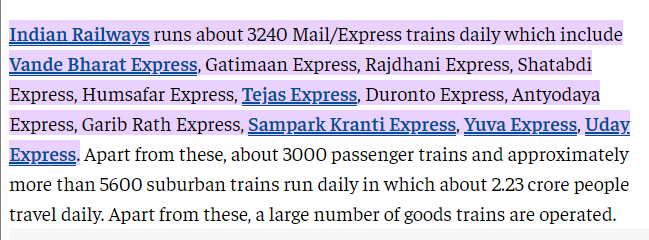 Indian Railways runs about 3240 Mail/Express trains daily which include
Vande Bharat Express, Gatimaan Express, Rajdhani Express, Shatabdi
Express, Humsafar Express, Tejas Express, Duronto Express, Antyodaya
Express, Garib Rath Express, Sampark Kranti Express, Yuva Express, Uday
Express. Apart from these, about 3000 passenger trains and approximately
more than 5600 suburban trains run daily in which about 2.23 crore people
travel daily. Apart from these, a large number of goods trains are operated.